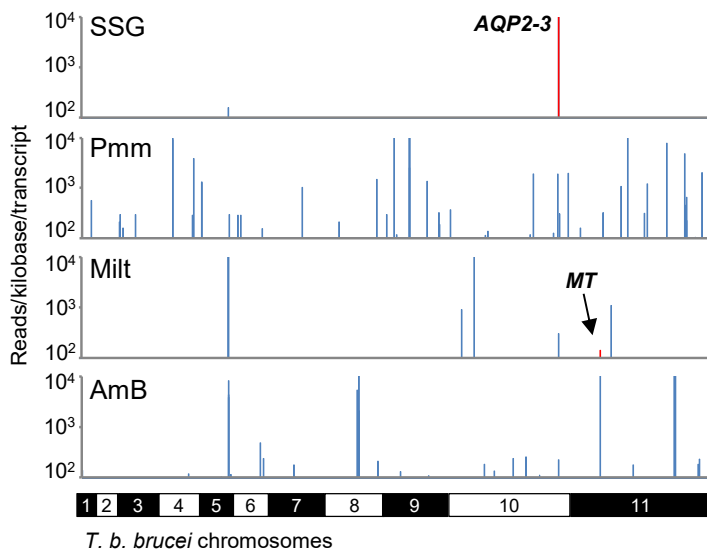 Reads/kilobase/transcript
10⁴
10³
10²
SSG
AQP2-3
10⁴
10³
10²
Pmm
10⁴
10³
10²
Milt
MT
10⁴
10³
10²
AmB
1 2 3 4 5 6 7 8 9 10 11
T. b. brucei chromosomes